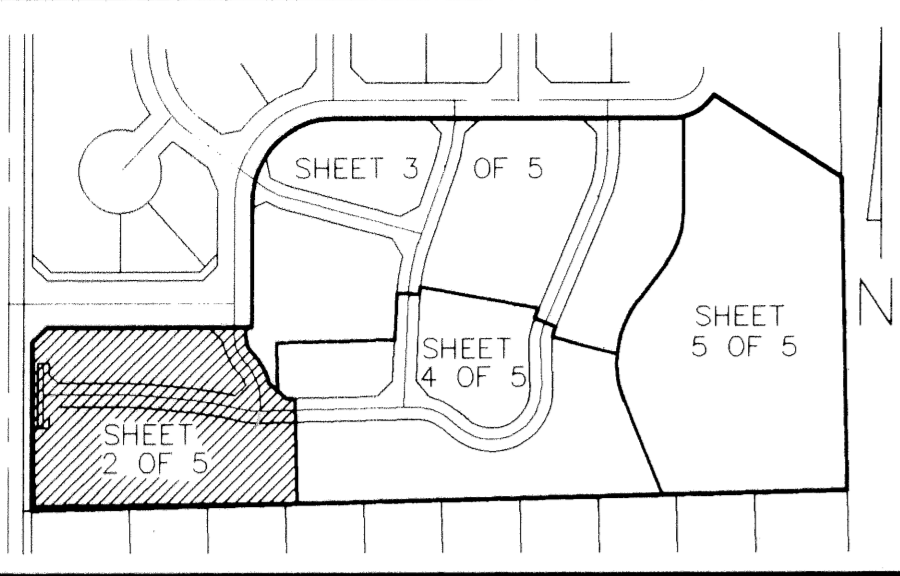 SHEET 3 OF 5
N
SHEET
5 OF 5
SHEET
4 OF 5
SHEET
2 OF 5